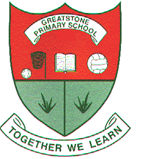 GREATSTONE
PRIMARY SCHOOL
TOGETHER WE LEARN